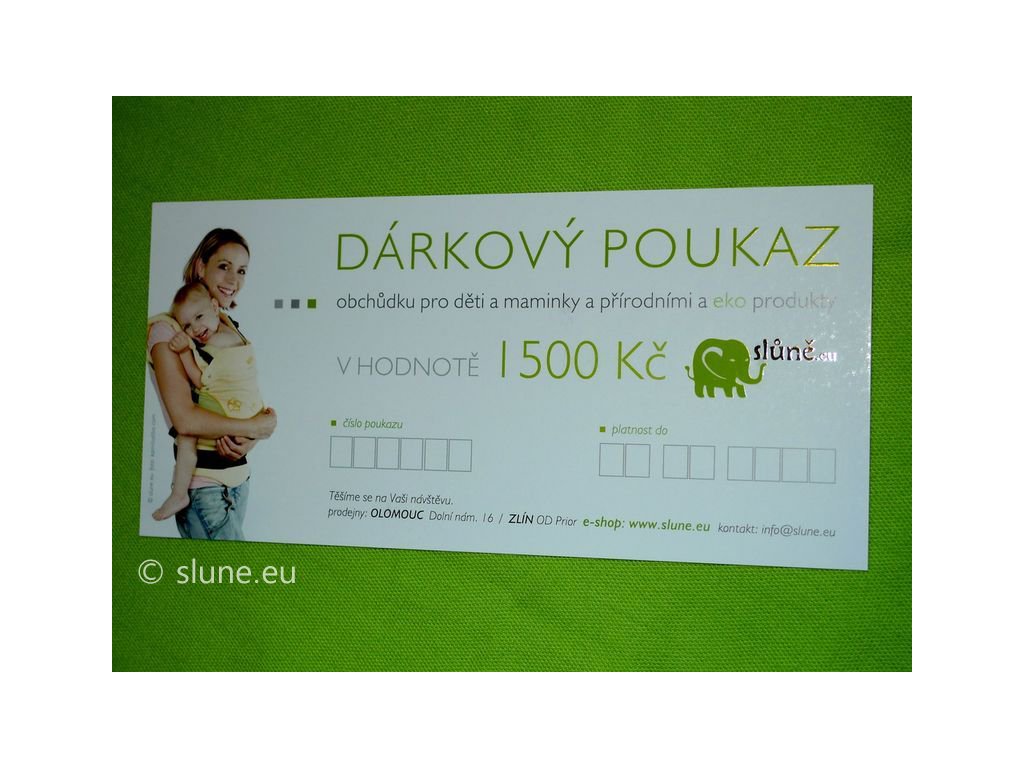 DÁRKOVÝ POUKAZ
obchůdku pro děti a maminky a přírodními a eko produkty
V HODNOTĚ 1500 Kč
slůně.eu
číslo poukazu
platnost do
Těšíme se na Vaši návštěvu.
prodejny: OLOMOUC Dolní nám. 16 / ZLÍN OD Prior e-shop: www.slune.eu kontakt: info@slune.eu
© slune.eu